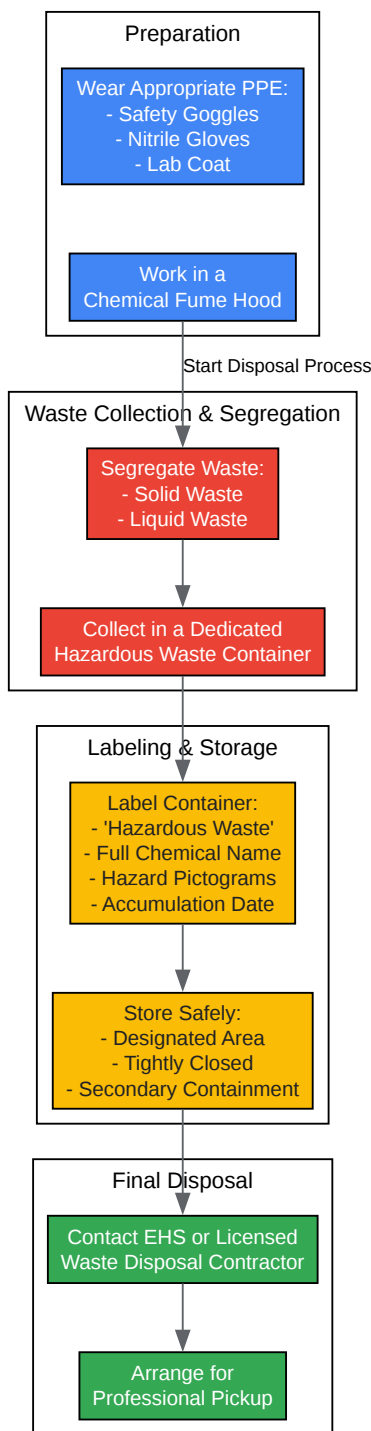 Preparation
Wear Appropriate PPE:
- Safety Goggles
- Nitrile Gloves
- Lab Coat
Work in a
Chemical Fume Hood
Start Disposal Process
Waste Collection & Segregation
Segregate Waste:
- Solid Waste
- Liquid Waste
Collect in a Dedicated
Hazardous Waste Container
Labeling & Storage
Label Container:
- 'Hazardous Waste'
- Full Chemical Name
- Hazard Pictograms
- Accumulation Date
Store Safely:
- Designated Area
- Tightly Closed
- Secondary Containment
Final Disposal
Contact EHS or Licensed
Waste Disposal Contractor
Arrange for
Professional Pickup